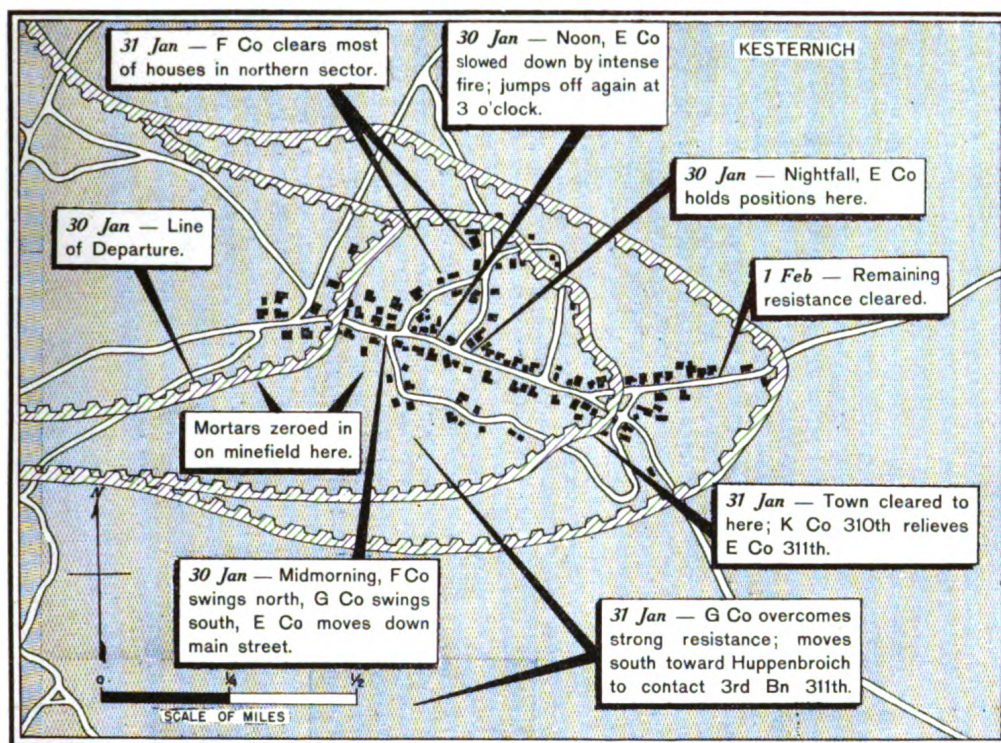 31 Jan — F Co clears most
of houses in northern sector.
30 Jan — Noon, E Co
slowed down by intense
fire; jumps off again at
3 o'clock.
KESTERNICH
30 Jan — Nightfall, E Co
holds positions here.
30 Jan — Line
of Departure.
1 Feb — Remaining
resistance cleared.
Mortars zeroed in
on minefield here.
31 Jan — Town cleared to
here; K Co 310th relieves
E Co 311th.
30 Jan — Midmorning, F Co
swings north, G Co swings
south, E Co moves down
main street.
31 Jan — G Co overcomes
strong resistance; moves
south toward Huppenbroich
to contact 3rd Bn 311th.
0 ¼ ½
SCALE OF MILES